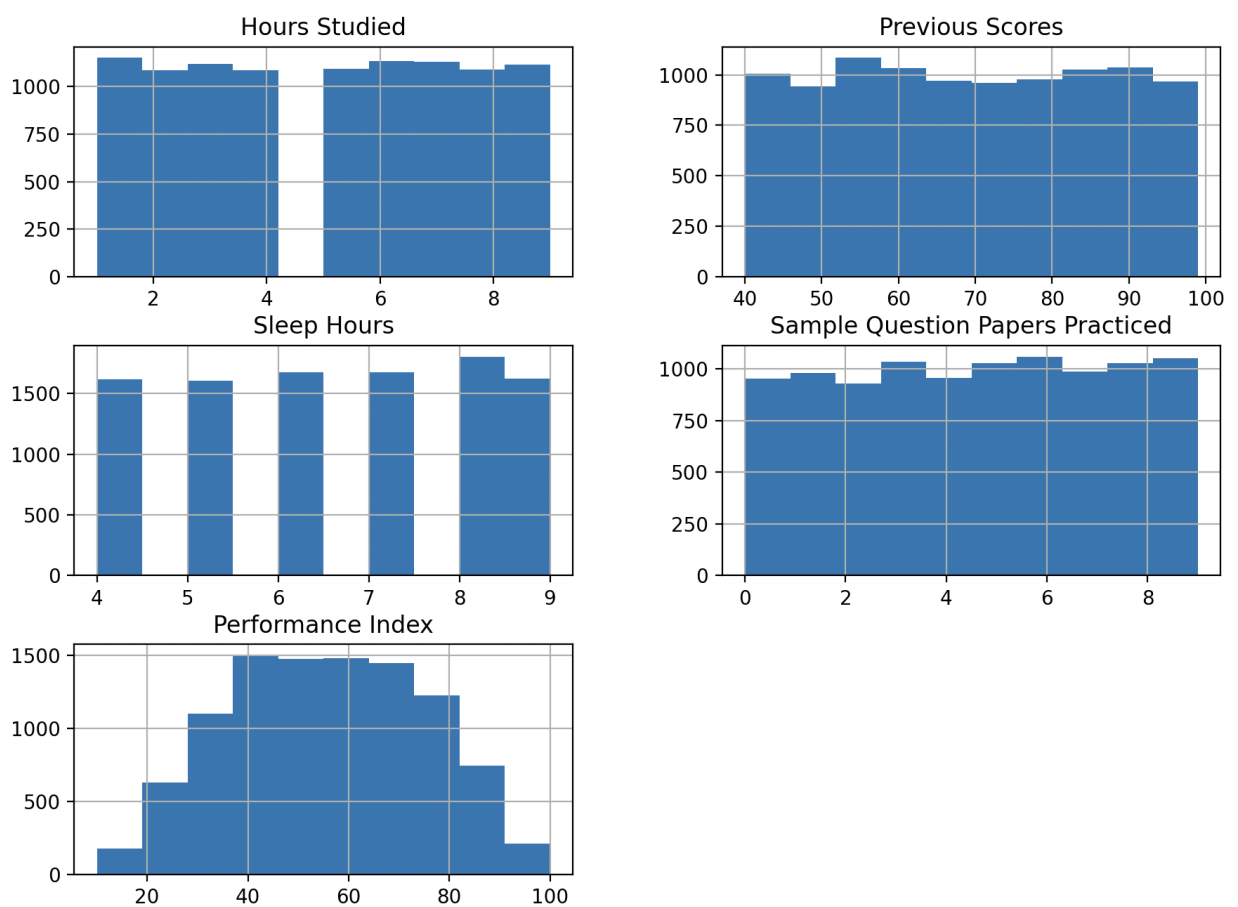 Hours Studied
1000
750
500
250
0
2 4 6 8
Previous Scores
1000
750
500
250
0
40 50 60 70 80 90 100
Sleep Hours
1500
1000
500
0
4 5 6 7 8 9
Sample Question Papers Practiced
1000
750
500
250
0
0 2 4 6 8
Performance Index
1500
1000
500
0
20 40 60 80 100